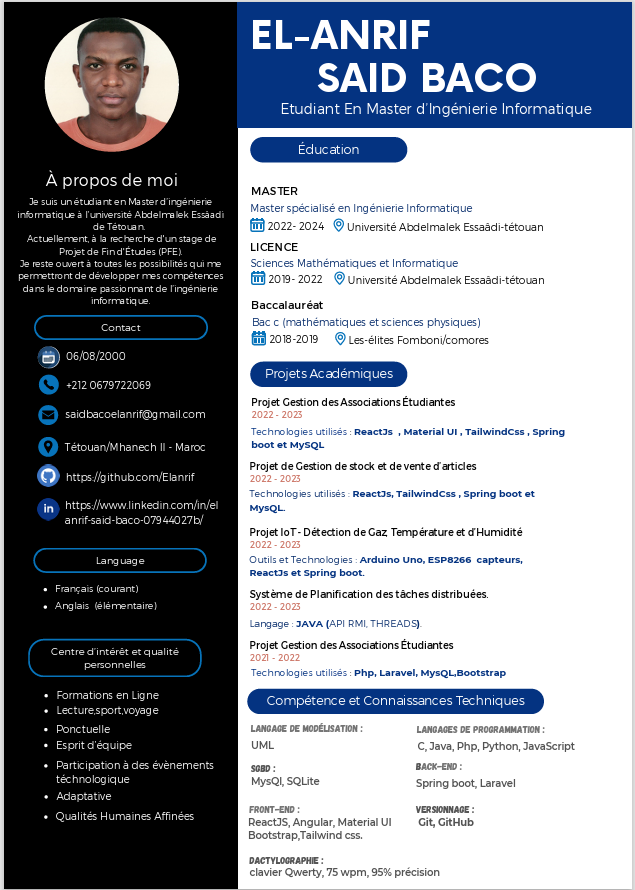 EL-ANRIF
SAID BACO
Etudiant En Master d'Ingénierie Informatique
À propos de moi
Je suis un étudiant en Master d'ingénierie
informatique à l'université Abdelmalek Essâadi
de Tétouan.
Actuellement, à la recherche d'un stage de
Projet de Fin d'Études (PFE).
Je reste ouvert à toutes les possibilités qui me
permettront de développer mes compétences
dans le domaine passionnant de l'ingénierie
informatique.
Contact
06/08/2000
+212 0679722069
saidbacoelanrif@gmail.com
Tétouan/Mhanech II - Maroc
https://github.com/Elanrif
https://www.linkedin.com/in/el
anrif-said-baco-07944027b/
Language
Français (courant)
Anglais (élémentaire)
Centre d'intérêt et qualité
personnelles
Formations en Ligne
Lecture,sport,voyage
Ponctuelle
Esprit d'équipe
Participation à des évènements
téchnologique
Adaptative
Qualités Humaines Affinées
Éducation
MASTER
Master spécialisé en Ingénierie Informatique
2022- 2024 Université Abdelmalek Essaâdi-tétouan
LICENCE
Sciences Mathématiques et Informatique
2019- 2022 Université Abdelmalek Essaâdi-tétouan
Baccalauréat
Bac c (mathématiques et sciences physiques)
2018-2019 Les-élites Fomboni/comores
Projets Académiques
Projet Gestion des Associations Étudiantes
2022 - 2023
Technologies utilisés : ReactJs , Material UI , TailwindCss , Spring
boot et MySQL
Projet de Gestion de stock et de vente d'articles
2022 - 2023
Technologies utilisés : ReactJs, TailwindCss , Spring boot et
MysQL.
Projet IoT - Détection de Gaz, Température et d'Humidité
2022 - 2023
Outils et Technologies : Arduino Uno, ESP8266 capteurs,
ReactJs et Spring boot.
Système de Planification des tâches distribuées.
2022 - 2023
Langage : JAVA (API RMI, THREADS).
Projet Gestion des Associations Étudiantes
2021 - 2022
Technologies utilisés : Php, Laravel, MysQL,Bootstrap
Compétence et Connaissances Techniques
LANGAGE DE MODÉLISATION :
UML
LANGAGES DE PROGRAMMATION :
C, Java, Php, Python, JavaScript
SGBD :
MysQl, SQLite
BACK-END :
Spring boot, Laravel
FRONT-END :
ReactJS, Angular, Material UI
Bootstrap,Tailwind css.
VERSIONNAGE :
Git, GitHub
DACTYLOGRAPHIE :
clavier Qwerty, 75 wpm, 95% précision